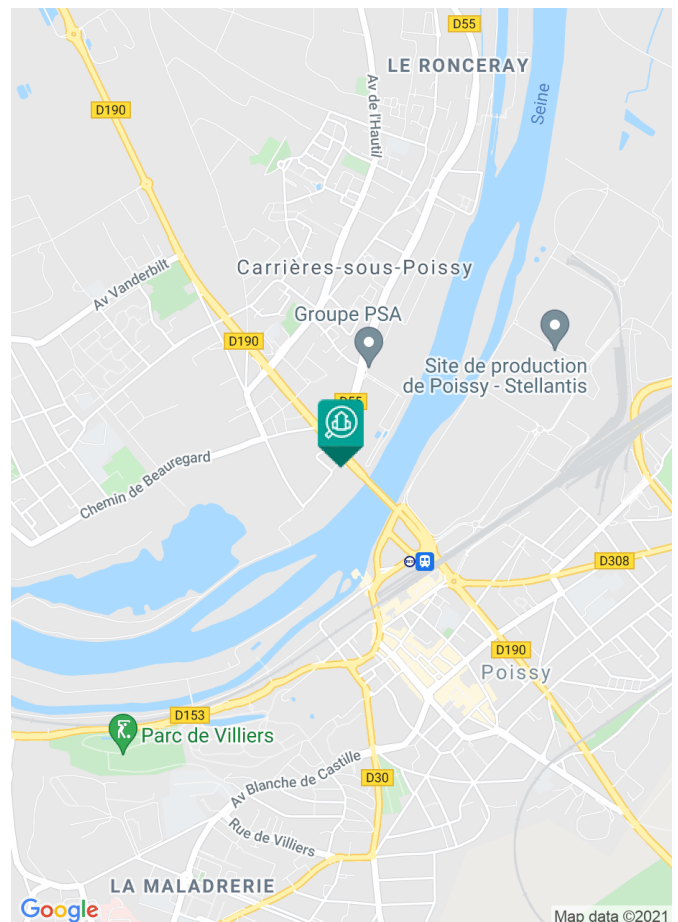 D55
LE RONCERAY
Seine
D190
Av de l'Hautil
Carrières-sous-Poissy
Av Vanderbilt
Groupe PSA
D190
Site de production
de Poissy - Stellantis
D55
Chemin de Beauregard
D308
D190
Poissy
D153
Parc de Villiers
Av Blanche de Castille
D30
Rue de Villiers
LA MALADRERIE
Google
Map data ©2021